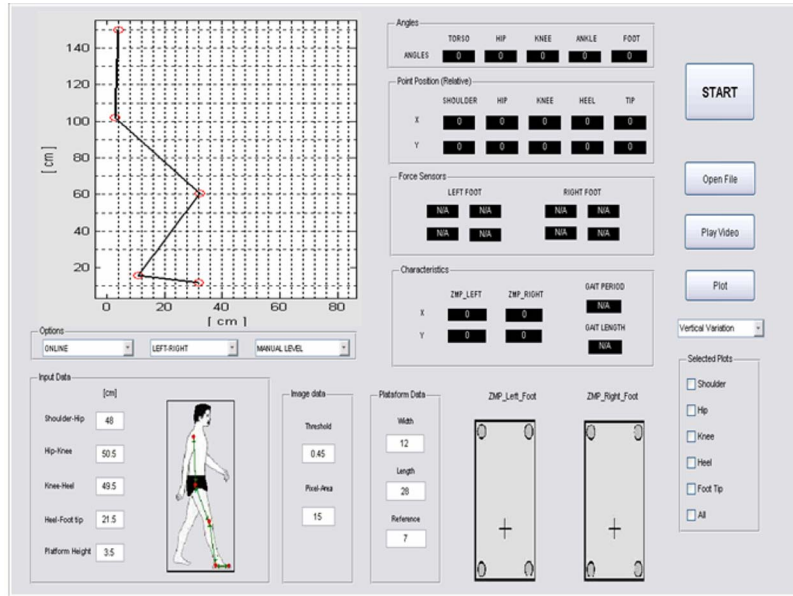 140
120
100
80
60
40
20
[ cm ]
0 20 40 60 80
[ cm ]
Angles
TORSO HIP KNEE ANKLE FOOT
ANGLES 0 0 0 0 0
Point Position (Relative)
SHOULDER HIP KNEE HEEL TIP
X 0 0 0 0 0
Y 0 0 0 0 0
Force Sensors
LEFT FOOT RIGHT FOOT
N/A N/A N/A N/A
N/A N/A N/A N/A
Characteristics
ZMP_LEFT ZMP_RIGHT
X 0 0
Y 0 0
GAIT PERIOD
N/A
GAIT LENGTH
N/A
START
Open File
Play Video
Plot
Vertical Variation
Selected Plots
Shoulder
Hip
Knee
Heel
Foot Tip
All
Options
ONLINE LEFT-RIGHT MANUAL LEVEL
Input Data
[cm]
Shoulder-Hip 48
Hip-Knee 50.5
Knee-Heel 49.5
Heel-Foot tip 21.5
Platform Height 3.5
Image data
Threshold
0.45
Pixel-Area
15
Plataform Data
Width
12
Length
28
Reference
7
ZMP_Left_Foot ZMP_Right_Foot